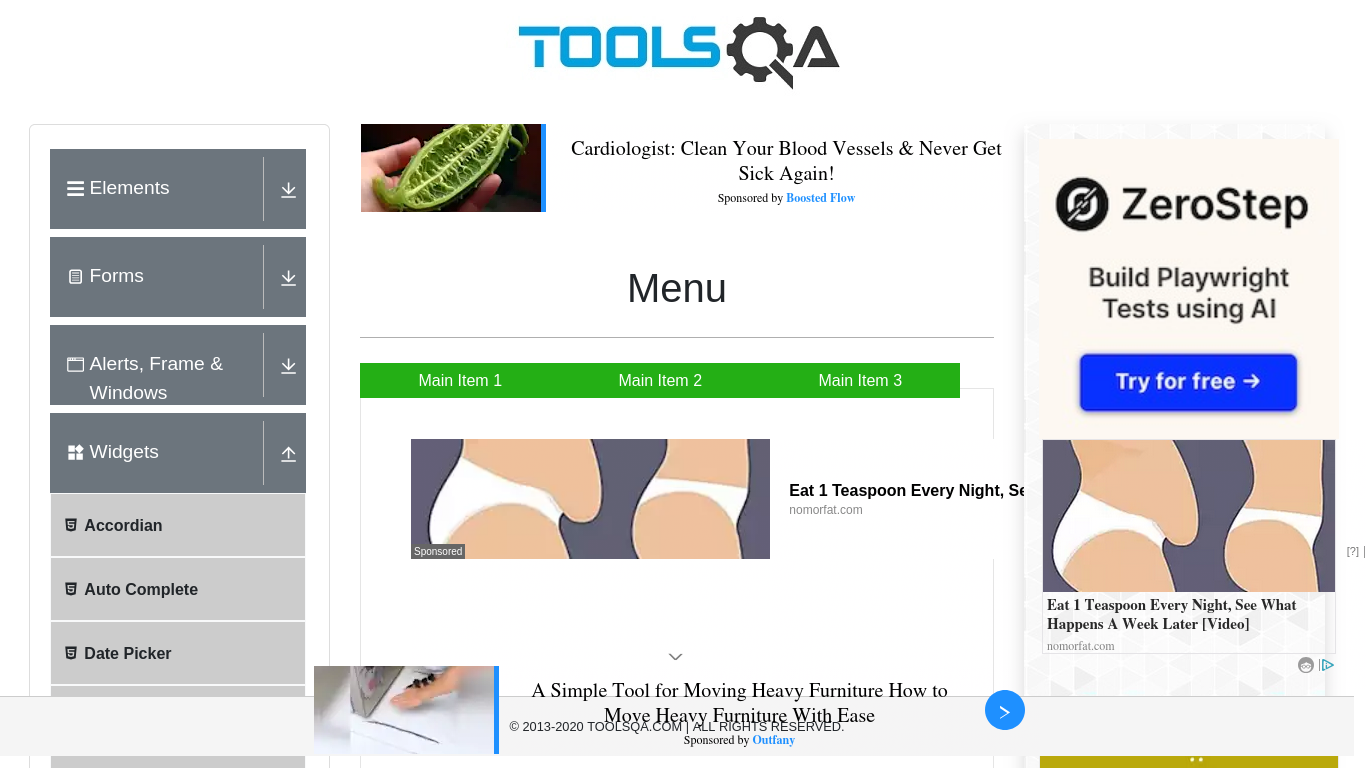 TOOLSQA
Elements
Forms
Alerts, Frame &
Windows
Widgets
Accordian
Auto Complete
Date Picker
Cardiologist: Clean Your Blood Vessels & Never Get
Sick Again!
Sponsored by Boosted Flow
Menu
Main Item 1
Main Item 2
Main Item 3
Sponsored
Eat 1 Teaspoon Every Night, Se
nomorfat.com
ZeroStep
Build Playwright
Tests using AI
Try for free →
Eat 1 Teaspoon Every Night, See What
Happens A Week Later [Video]
nomorfat.com
[?]
A Simple Tool for Moving Heavy Furniture How to
Move Heavy Furniture With Ease
© 2013-2020 TOOLSQA.COM | ALL RIGHTS RESERVED.
Sponsored by Outfany